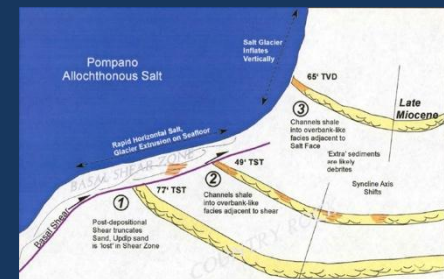 Pompano
Allochthonous Salt
Salt Glacier
Inflates
Vertically
65' TVD
3
Late
Miocene
Channels shale
into overbank-like
facies adjacent to
Salt Face
'Extra' sediments
are likely
debrites
Syncline Axis
Shifts
Rapid Horizontal Salt,
Glacier Extrusion on Seafloor
BASAL SHEAR ZONE
49' TST
2
Channels shale
into overbank-like
facies adjacent to shear
77' TST
1
Basal Shear
Post-depositional
Shear truncates
Sand, Updip sand
is 'lost' in Shear Zone
COUNTRY ROCK